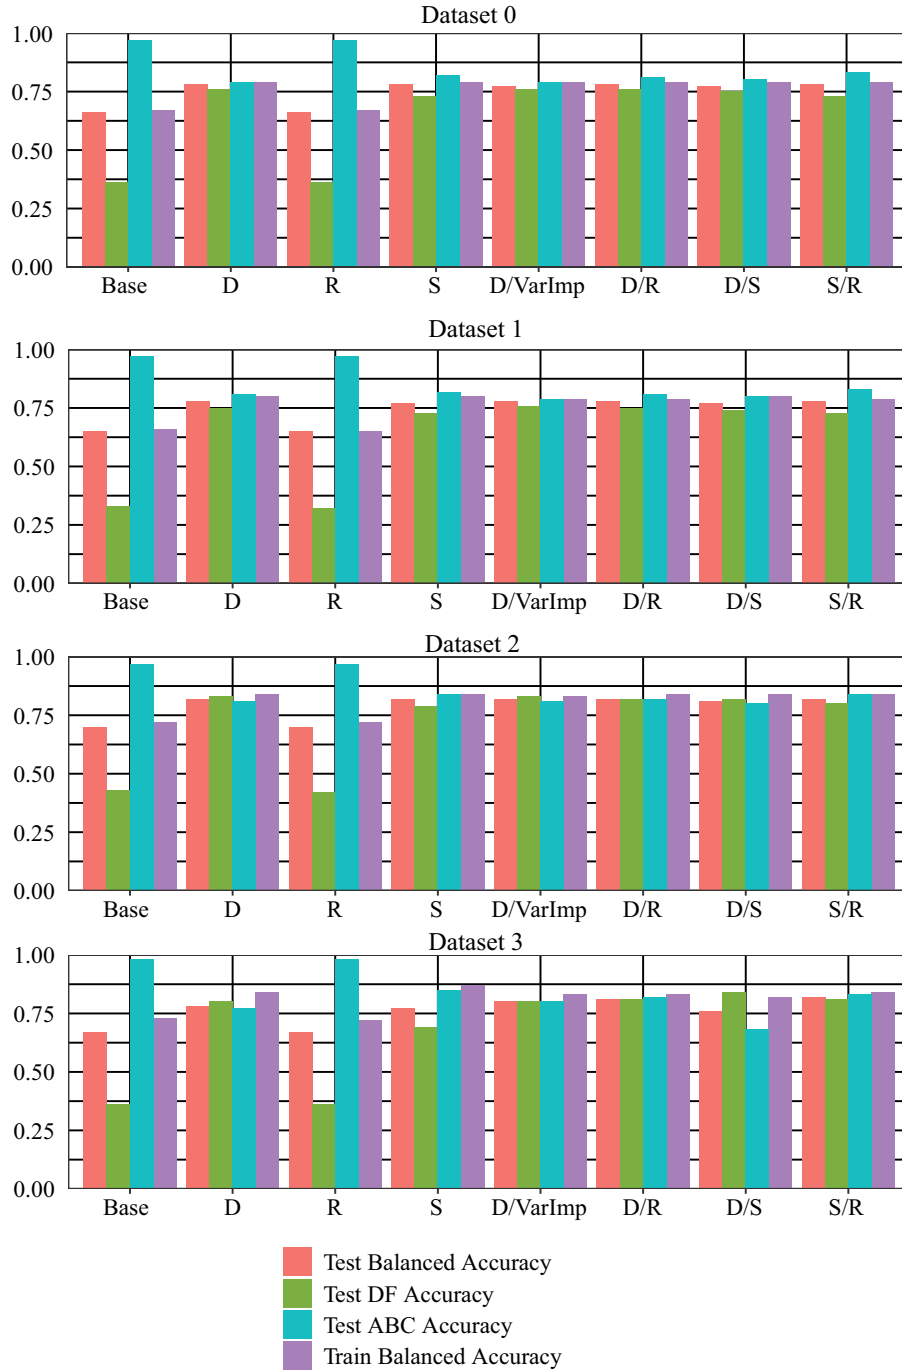 Dataset 0
1.00
0.75
0.50
0.25
0.00
Base D R S D/VarImp D/R D/S S/R
Dataset 1
1.00
0.75
0.50
0.25
0.00
Base D R S D/VarImp D/R D/S S/R
Dataset 2
1.00
0.75
0.50
0.25
0.00
Base D R S D/VarImp D/R D/S S/R
Dataset 3
1.00
0.75
0.50
0.25
0.00
Base D R S D/VarImp D/R D/S S/R
Test Balanced Accuracy
Test DF Accuracy
Test ABC Accuracy
Train Balanced Accuracy